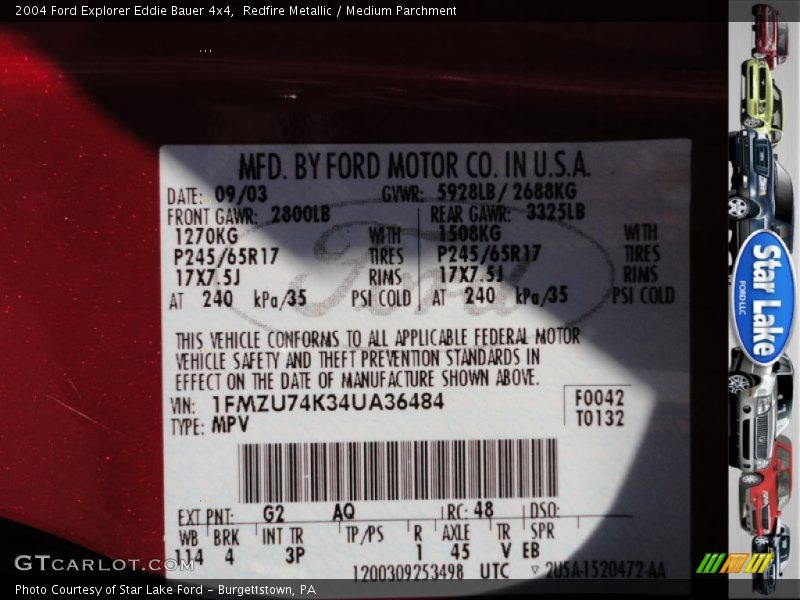 2004 Ford Explorer Eddie Bauer 4x4,  Redfire Metallic / Medium Parchment
MFD. BY FORD MOTOR CO. IN U.S.A.
DATE: 09/03 GVWR: 5928LB/2688KG
FRONT GAWR: 2800LB REAR GAWR: 3325LB
1270KG WITH 1508KG WITH
P245/65R17 TIRES P245/65R17 TIRES
17X7.5J RIMS 17X7.5J RIMS
AT 240 kPa/35 PSI COLD AT 240 kPa/35 PSI COLD
Ford
THIS VEHICLE CONFORMS TO ALL APPLICABLE FEDERAL MOTOR
VEHICLE SAFETY AND THEFT PREVENTION STANDARDS IN
EFFECT ON THE DATE OF MANUFACTURE SHOWN ABOVE.
VIN: 1FMZU74K34UA36484 F0042
TYPE: MPV T0132
EXT PNT: G2 AQ RC: 48 DSO:
WB BRK INT TR TP/PS R AXLE TR SPR
114 4 3P 1 45 V EB
1200309253498 UTC ▽ 2U5A-1520472-AA
GTCARLOT.COM
Photo Courtesy of Star Lake Ford - Burgettstown, PA
Star Lake
FORD LLC